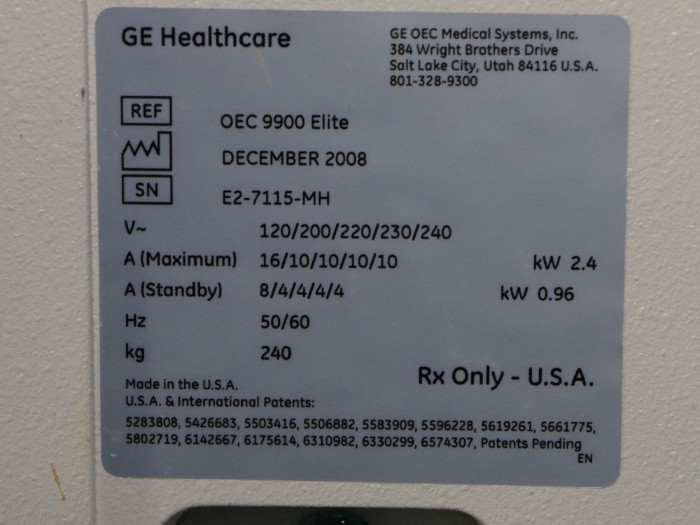 GE Healthcare
GE OEC Medical Systems, Inc.
384 Wright Brothers Drive
Salt Lake City, Utah 84116 U.S.A.
801-328-9300
REF OEC 9900 Elite
DECEMBER 2008
SN E2-7115-MH
V~ 120/200/220/230/240
A (Maximum) 16/10/10/10/10 kW 2.4
A (Standby) 8/4/4/4/4 kW 0.96
Hz 50/60
kg 240
Rx Only - U.S.A.
Made in the U.S.A.
U.S.A. & International Patents:
5283808, 5426683, 5503416, 5506882, 5583909, 5596228, 5619261, 5661775,
5802719, 6142667, 6175614, 6310982, 6330299, 6574307, Patents Pending
EN